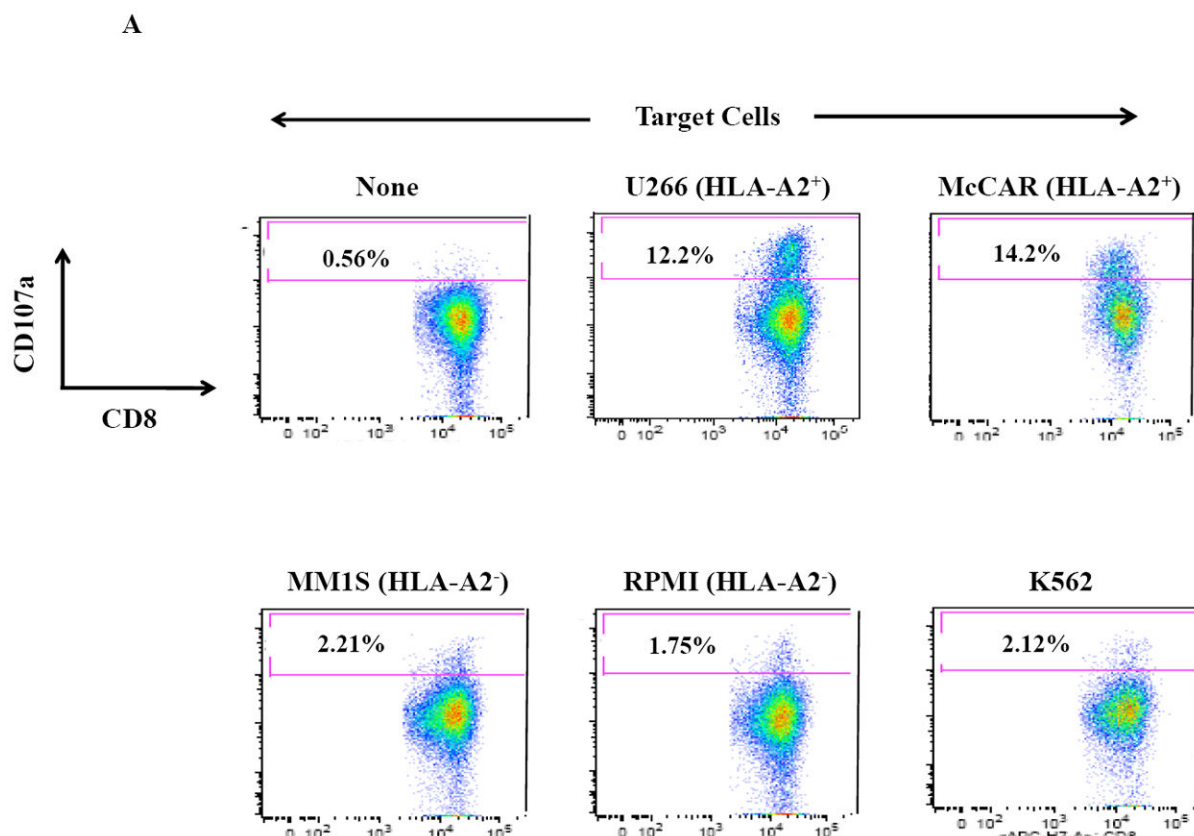 A
Target Cells
None
U266 (HLA-A2⁺)
McCAR (HLA-A2⁺)
CD107a
CD8
0.56%
12.2%
14.2%
0 10² 10³ 10⁴ 10⁵
0 10² 10³ 10⁴ 10⁵
0 10² 10³ 10⁴ 10⁵
MM1S (HLA-A2⁻)
RPMI (HLA-A2⁻)
K562
2.21%
1.75%
2.12%
0 10² 10³ 10⁴ 10⁵
0 10² 10³ 10⁴ 10⁵
0 10² 10³ 10⁴ 10⁵